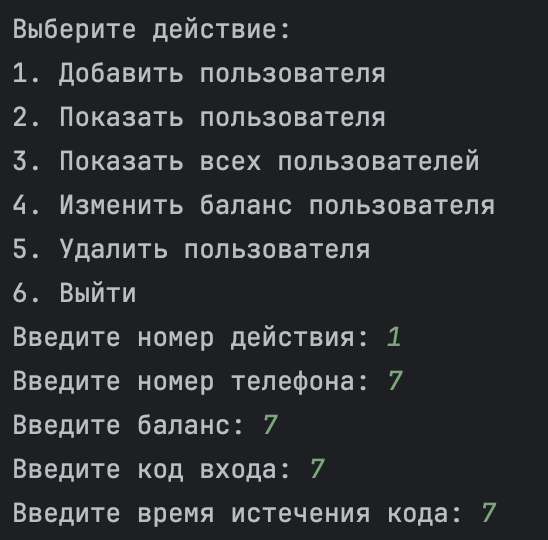 Выберите действие:
1. Добавить пользователя
2. Показать пользователя
3. Показать всех пользователей
4. Изменить баланс пользователя
5. Удалить пользователя
6. Выйти
Введите номер действия: 1
Введите номер телефона: 7
Введите баланс: 7
Введите код входа: 7
Введите время истечения кода: 7